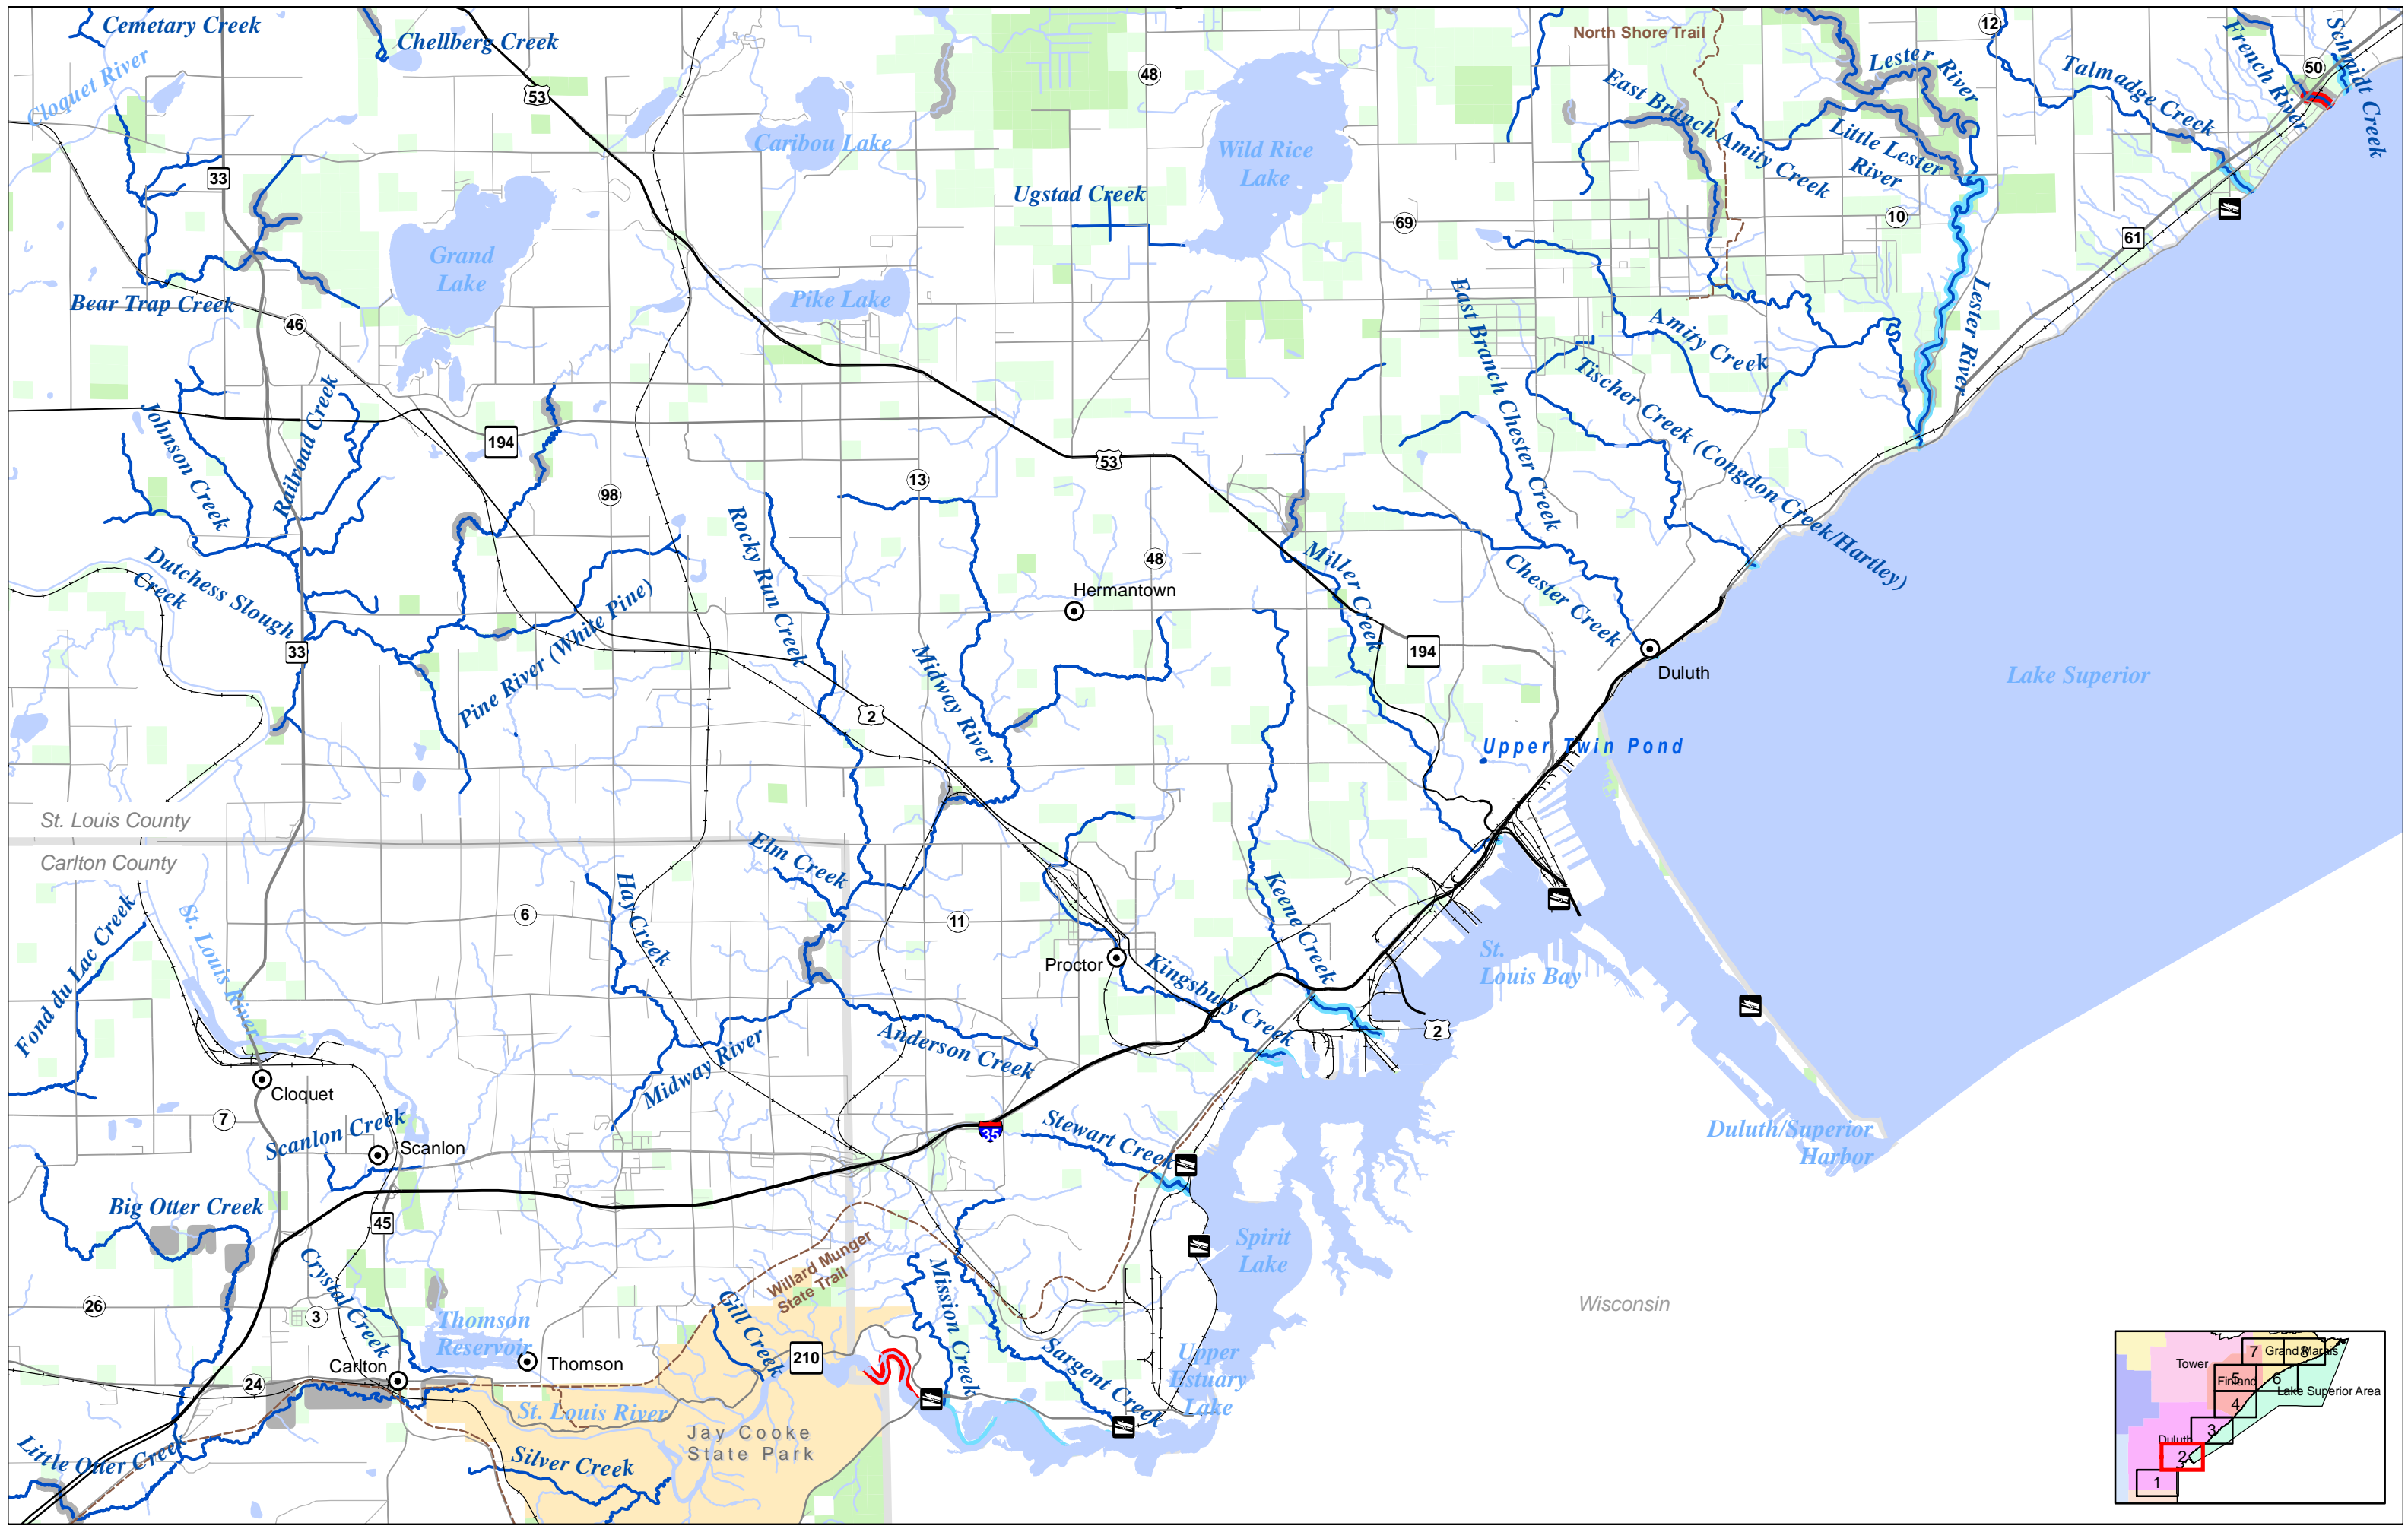 Cemetary Creek
Chellberg Creek
Cloquet River
53
48
North Shore Trail
12
Lester River
Talmadge Creek
French River
50
Schmidt Creek
Caribou Lake
Wild Rice
Lake
East Branch Amity Creek
Little Lester
River
33
Ugstad Creek
69
10
61
Grand
Lake
Bear Trap Creek
46
Pike Lake
East Branch Chester Creek
Amity Creek
Lester River
Tischer Creek (Congdon Creek/Hartley)
Johnson Creek
Railroad Creek
194
98
13
53
Rocky Run Creek
48
Miller Creek
Chester Creek
Dutchess Slough
Creek
33
Hermantown
Pine River (White Pine)
Midway River
2
194
Duluth
Lake Superior
Upper Twin Pond
St. Louis County
Carlton County
Elm Creek
Hay Creek
Keene Creek
Fond du Lac Creek
St. Louis River
6
11
Proctor
Kingsbury Creek
St.
Louis Bay
2
Anderson Creek
Midway River
Cloquet
7
Scanlon Creek
Scanlon
35
Stewart Creek
Duluth/Superior
Harbor
Big Otter Creek
45
Spirit
Lake
Willard Munger
State Trail
Crystal Creek
26
3
Thomson
Reservoir
Gill Creek
Mission Creek
Wisconsin
Carlton
Thomson
210
Sargent Creek
Upper
Estuary
Lake
24
St. Louis River
Jay Cooke
State Park
Little Otter Creek
Silver Creek
7
8
Grand Marais
Tower
5
Finland
6
Lake Superior Area
4
3
Duluth
2
1